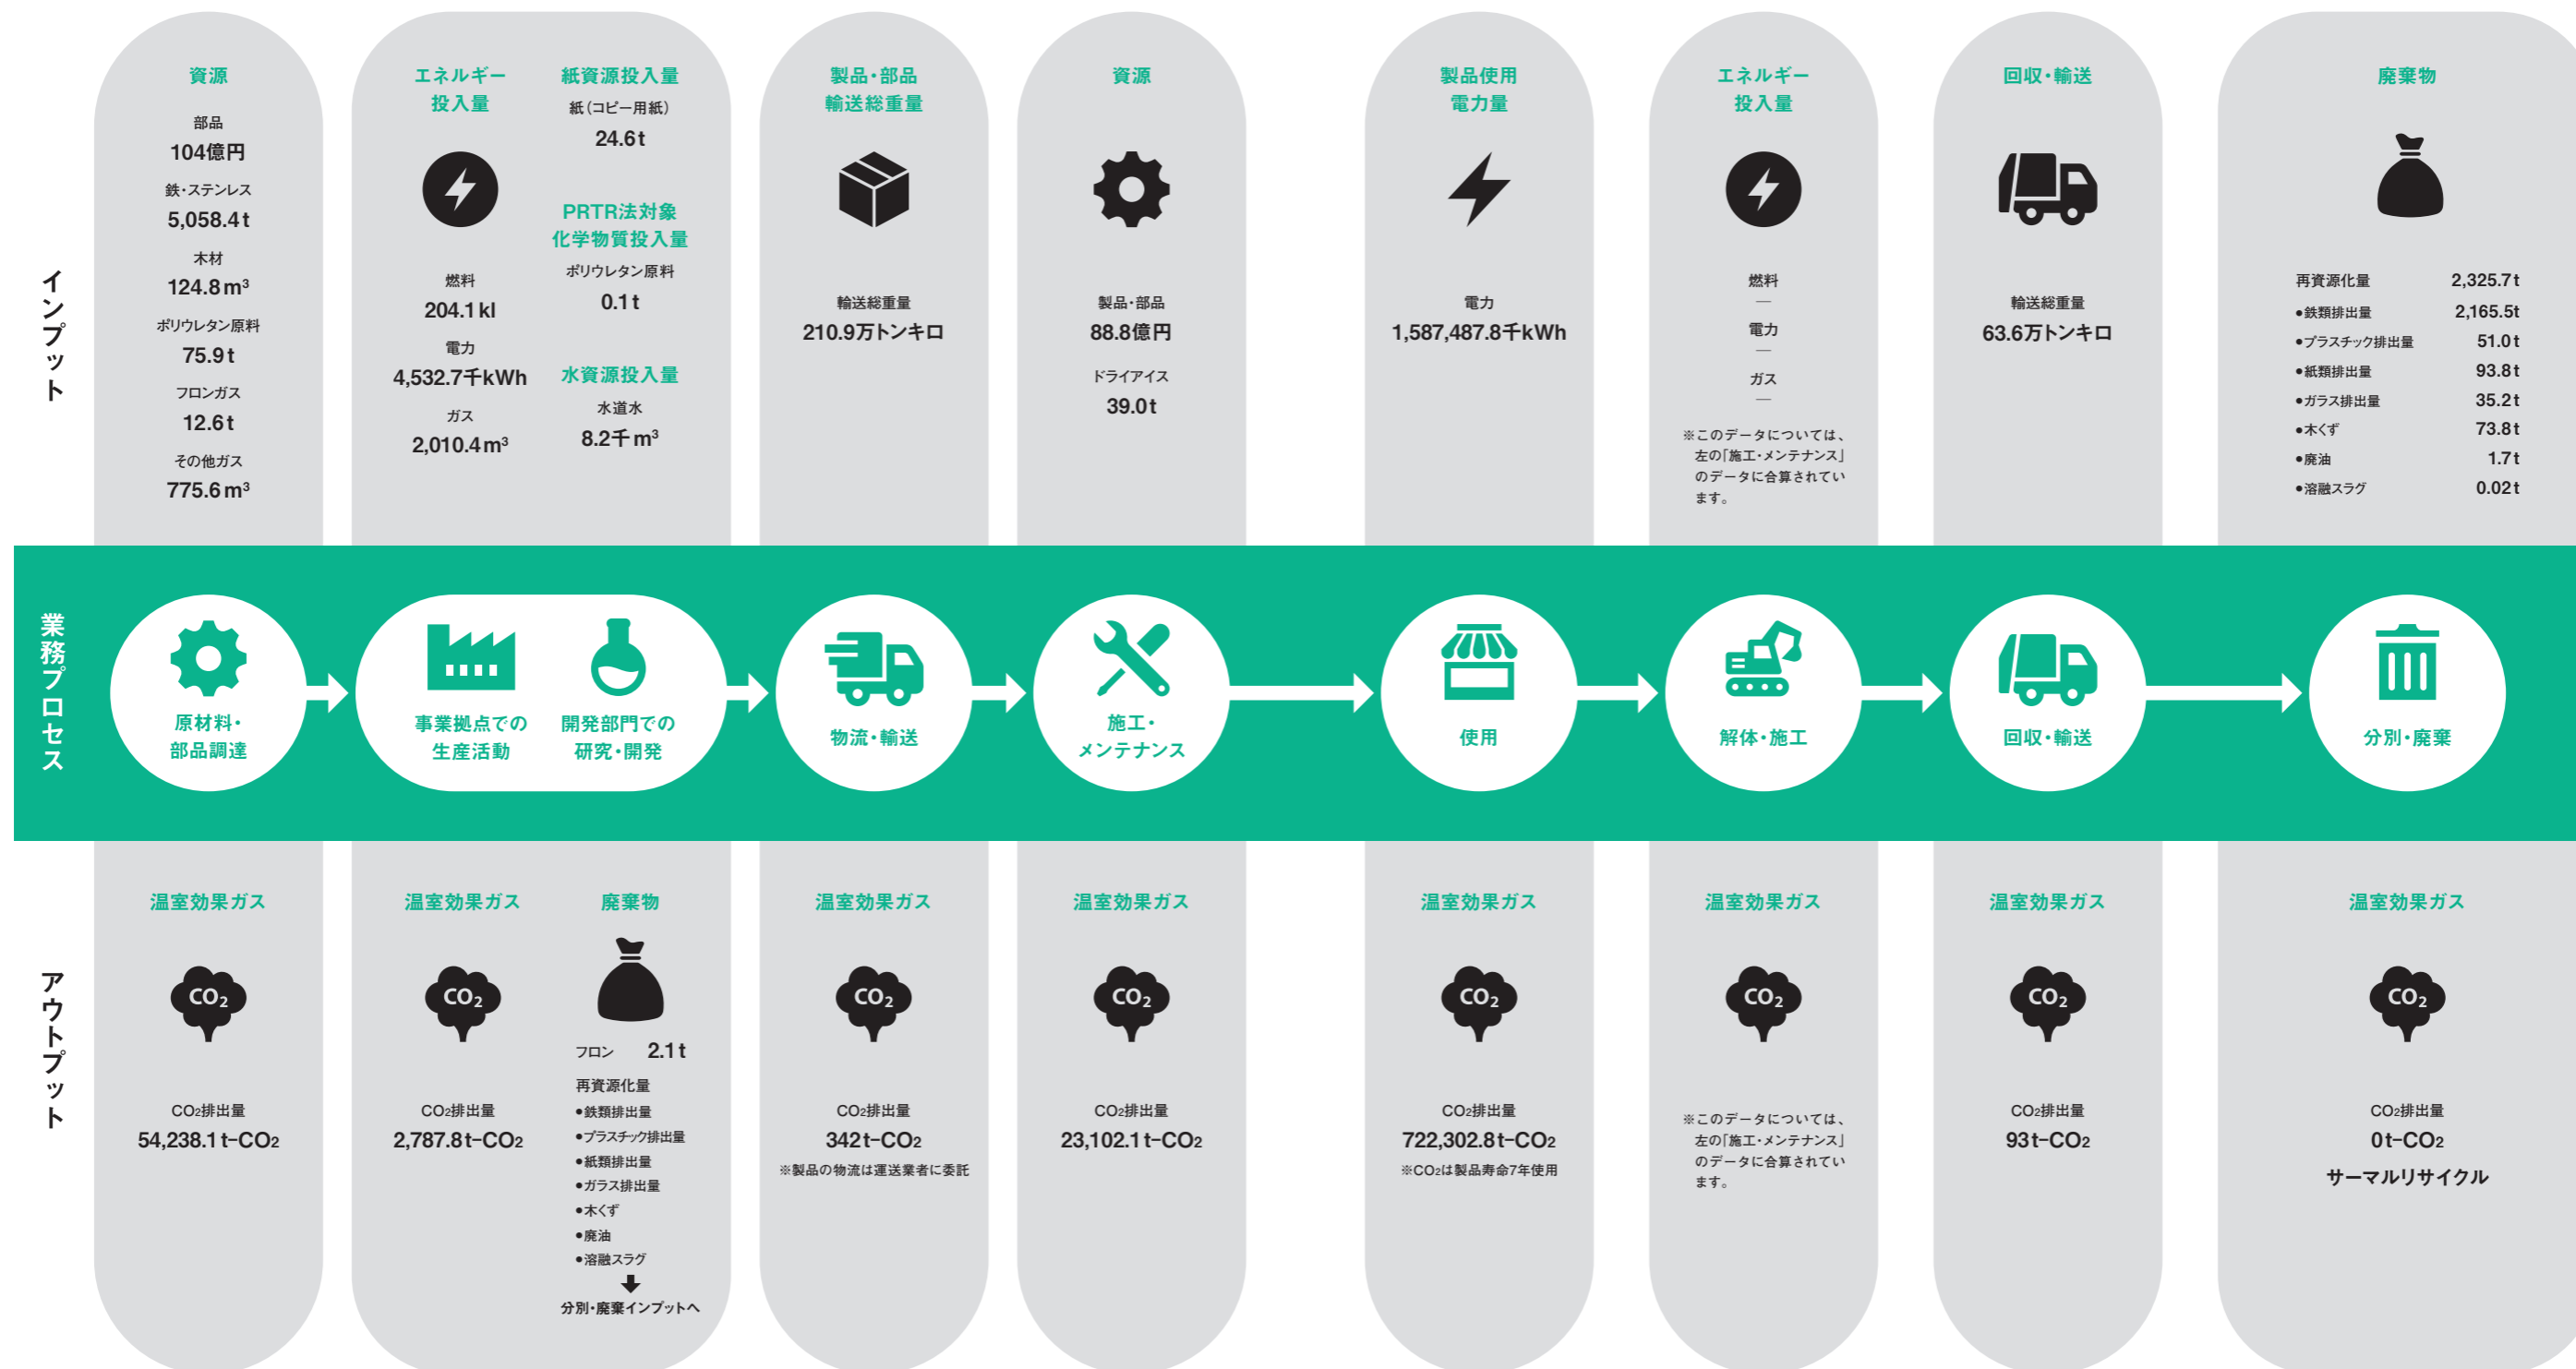 インプット
資源
部品
104億円
鉄・ステンレス
5,058.4t
木材
124.8m³
ポリウレタン原料
75.9t
フロンガス
12.6t
その他ガス
775.6m³
エネルギー
投入量
燃料
204.1kl
電力
4,532.7千kWh
ガス
2,010.4m³
紙資源投入量
紙（コピー用紙）
24.6t
PRTR法対象
化学物質投入量
ポリウレタン原料
0.1t
水資源投入量
水道水
8.2千m³
製品・部品
輸送総重量
輸送総重量
210.9万トンキロ
資源
製品・部品
88.8億円
ドライアイス
39.0t
製品使用
電力量
電力
1,587,487.8千kWh
エネルギー
投入量
燃料
—
電力
—
ガス
—
※このデータについては、
左の「施工・メンテナンス」
のデータに合算されてい
ます。
回収・輸送
輸送総重量
63.6万トンキロ
廃棄物
再資源化量 2,325.7t
●鉄類排出量 2,165.5t
●プラスチック排出量 51.0t
●紙類排出量 93.8t
●ガラス排出量 35.2t
●木くず 73.8t
●廃油 1.7t
●溶融スラグ 0.02t
業務プロセス
原材料・
部品調達
事業拠点での
生産活動
開発部門での
研究・開発
物流・輸送
施工・
メンテナンス
使用
解体・施工
回収・輸送
分別・廃棄
アウトプット
温室効果ガス
CO₂
CO₂排出量
54,238.1t-CO₂
温室効果ガス
CO₂
CO₂排出量
2,787.8t-CO₂
廃棄物
フロン 2.1t
再資源化量
●鉄類排出量
●プラスチック排出量
●紙類排出量
●ガラス排出量
●木くず
●廃油
●溶融スラグ
分別・廃棄インプットへ
温室効果ガス
CO₂
CO₂排出量
342t-CO₂
※製品の物流は運送業者に委託
温室効果ガス
CO₂
CO₂排出量
23,102.1t-CO₂
温室効果ガス
CO₂
CO₂排出量
722,302.8t-CO₂
※CO₂は製品寿命7年使用
温室効果ガス
CO₂
※このデータについては、
左の「施工・メンテナンス」
のデータに合算されてい
ます。
温室効果ガス
CO₂
CO₂排出量
93t-CO₂
温室効果ガス
CO₂
CO₂排出量
0t-CO₂
サーマルリサイクル